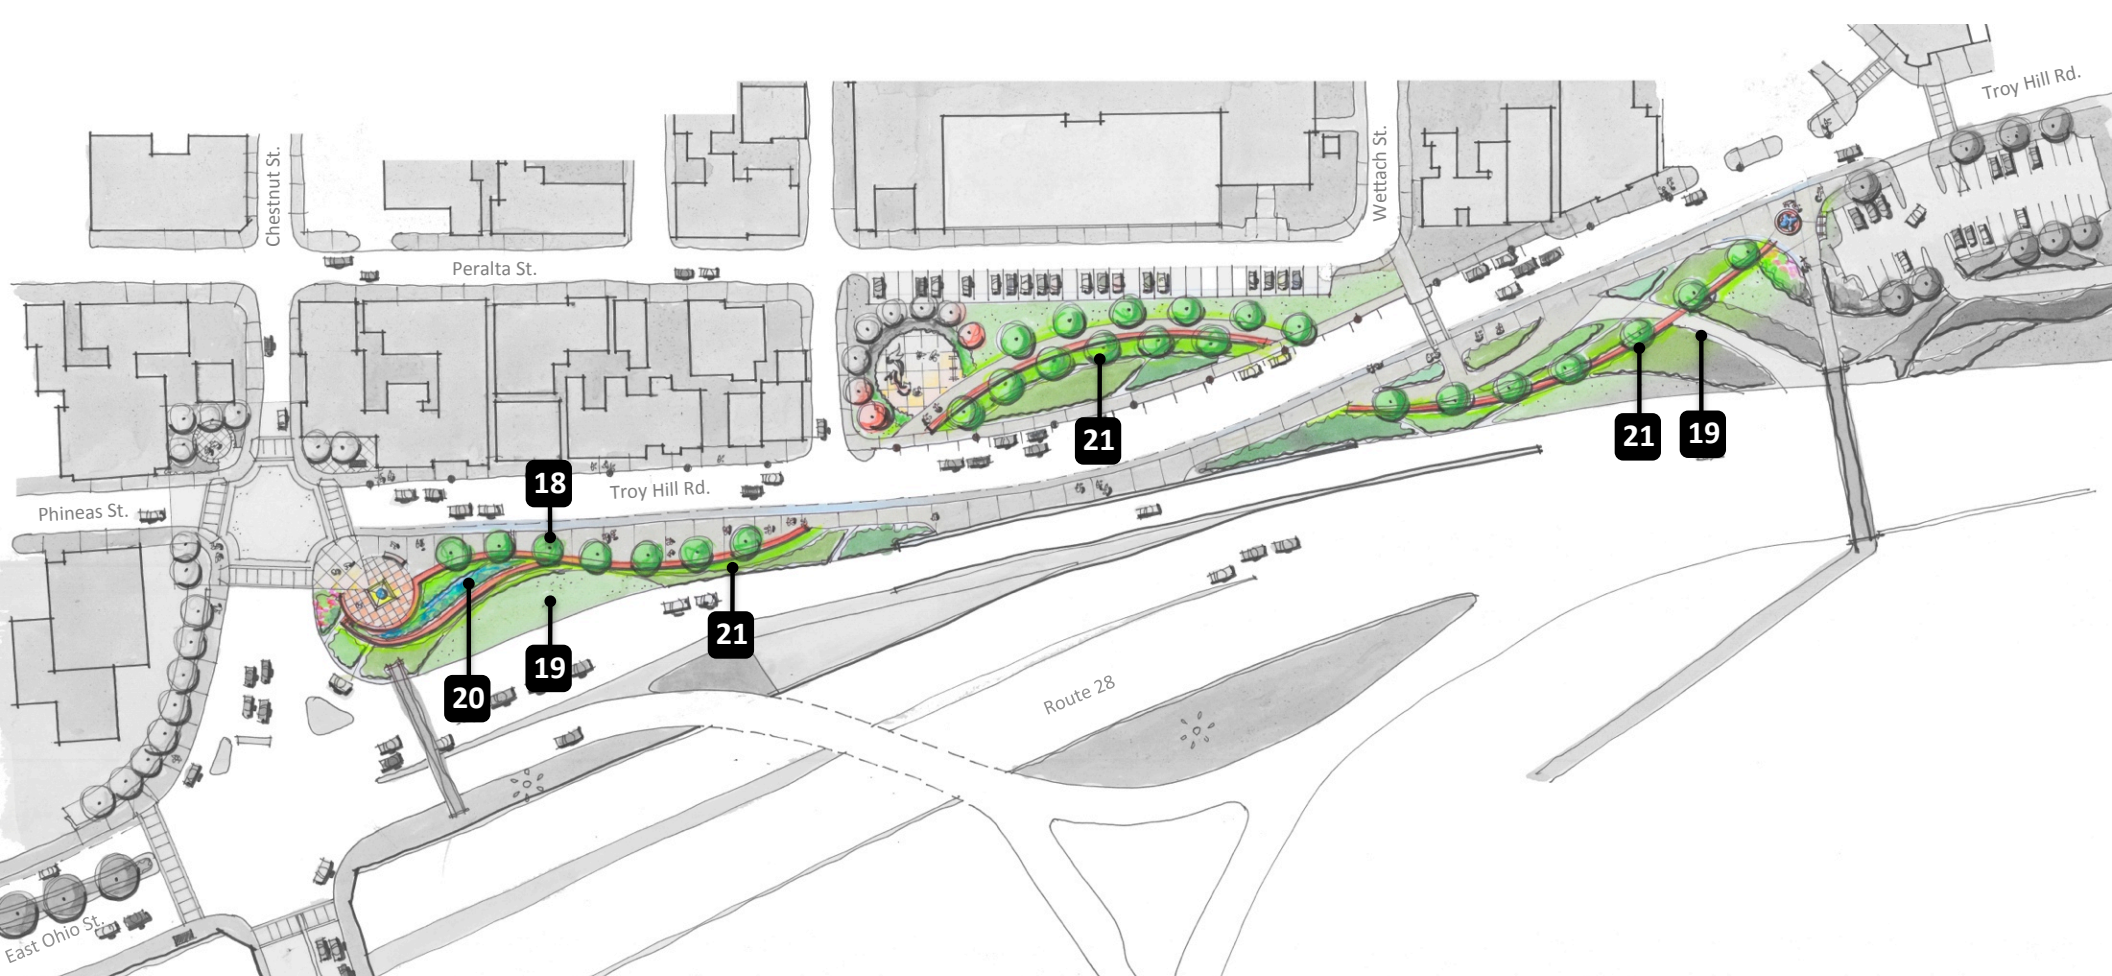 Troy Hill Rd.
Chestnut St.
Wettach St.
Peralta St.
21
21
19
18
Troy Hill Rd.
Phineas St.
21
19
20
Route 28
East Ohio St.